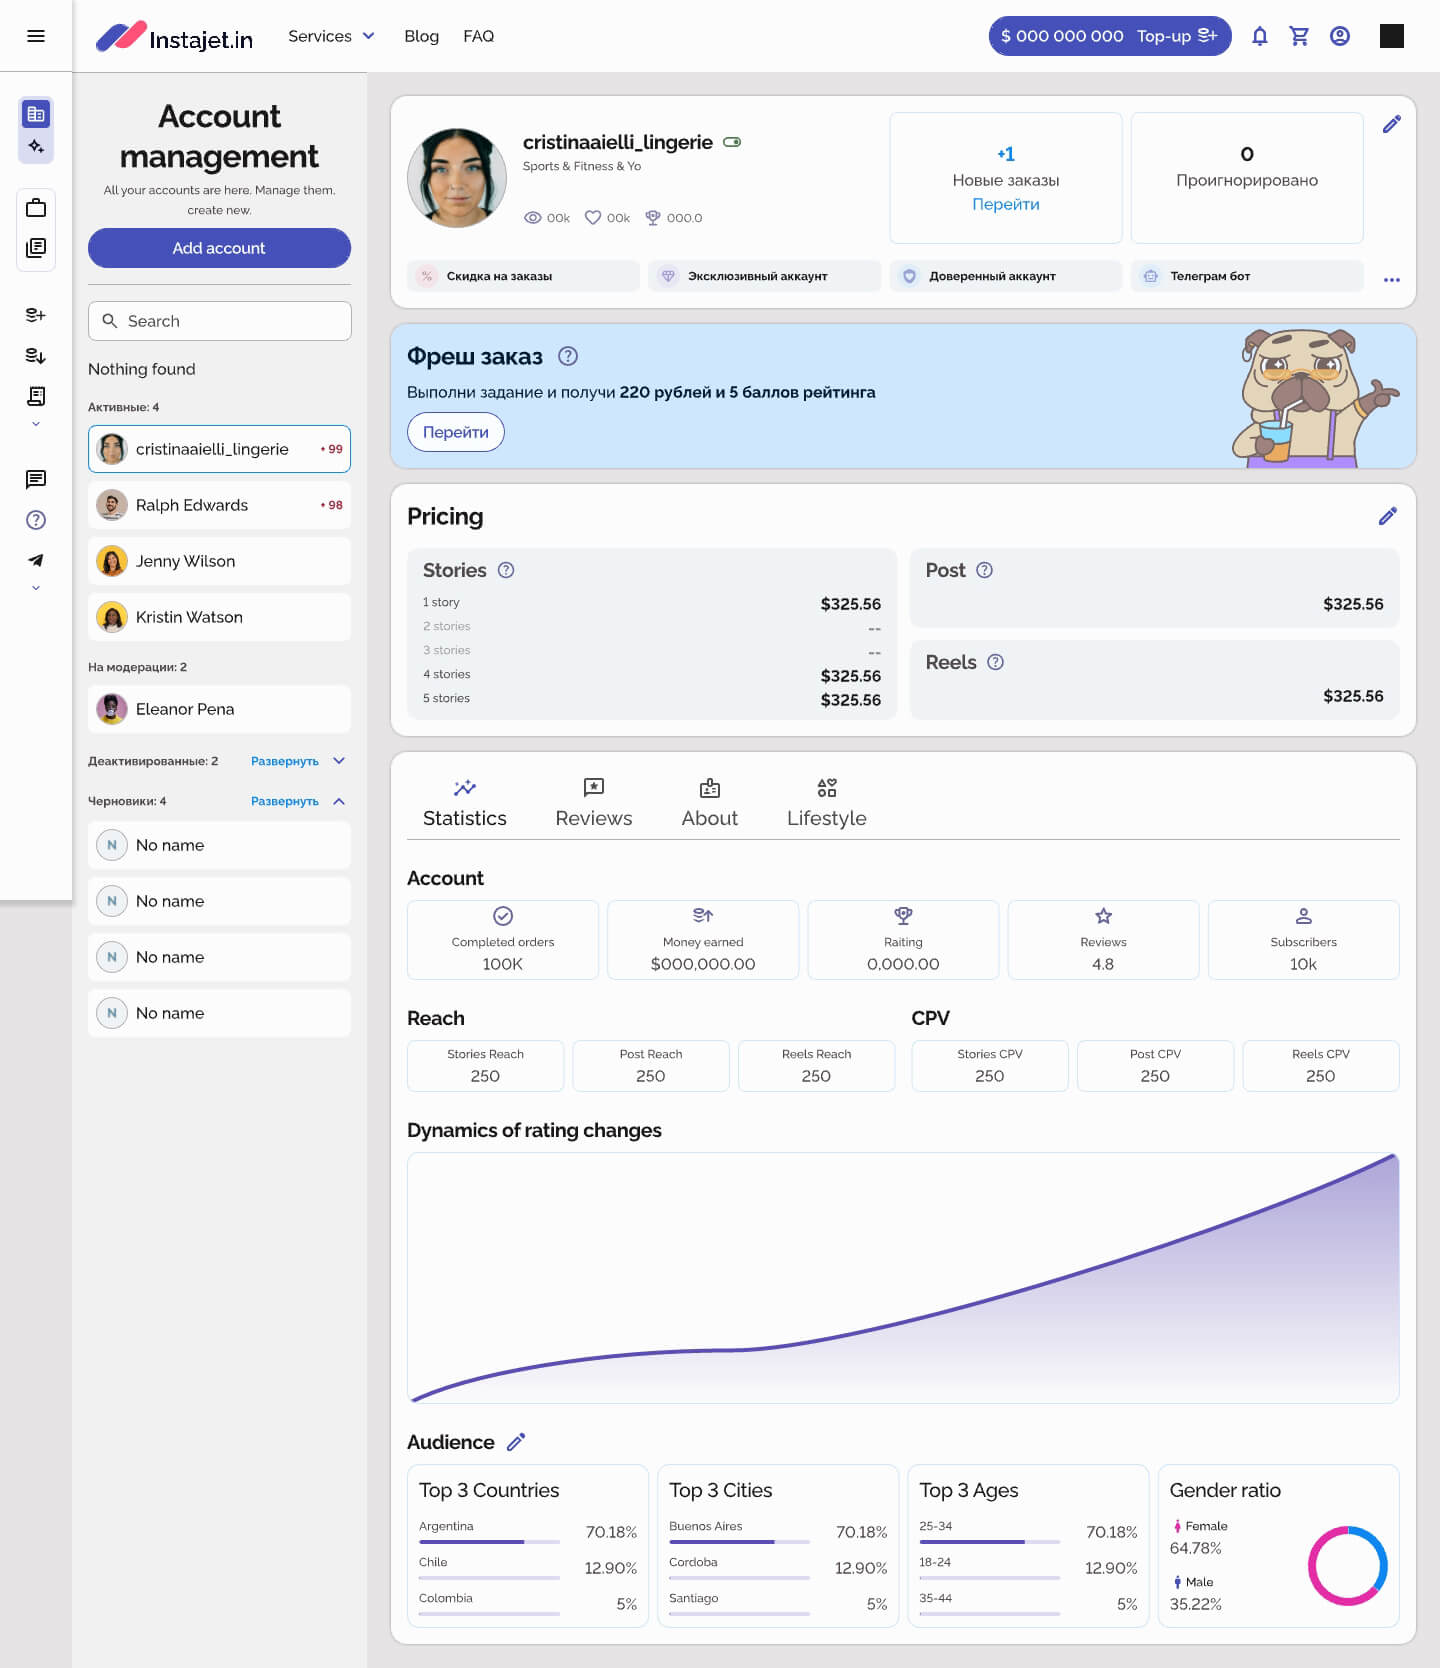 Instajet.in
Services
Blog
FAQ
$ 000 000 000 Top-up
Account
management
All your accounts are here. Manage them.
create new.
Add account
Search
Nothing found
Активные: 4
cristinaaielli_lingerie
+ 99
Ralph Edwards
+ 98
Jenny Wilson
Kristin Watson
На модерации: 2
Eleanor Pena
Деактивированные: 2 Развернуть
Черновики: 4 Развернуть
N No name
N No name
N No name
N No name
cristinaaielli_lingerie
Sports & Fitness & Yo
00k 00k 000.0
+1
Новые заказы
Перейти
0
Проигнорировано
Скидка на заказы
Эксклюзивный аккаунт
Доверенный аккаунт
Телеграм бот
Фреш заказ
Выполни задание и получи 220 рублей и 5 баллов рейтинга
Перейти
Pricing
Stories
1 story $325.56
2 stories --
3 stories --
4 stories $325.56
5 stories $325.56
Post
$325.56
Reels
$325.56
Statistics
Reviews
About
Lifestyle
Account
Completed orders
100K
Money earned
$000,000.00
Raiting
0,000.00
Reviews
4.8
Subscribers
10k
Reach
Stories Reach
250
Post Reach
250
Reels Reach
250
CPV
Stories CPV
250
Post CPV
250
Reels CPV
250
Dynamics of rating changes
Audience
Top 3 Countries
Argentina 70.18%
Chile 12.90%
Colombia 5%
Top 3 Cities
Buenos Aires 70.18%
Cordoba 12.90%
Santiago 5%
Top 3 Ages
25-34 70.18%
18-24 12.90%
35-44 5%
Gender ratio
Female
64.78%
Male
35.22%